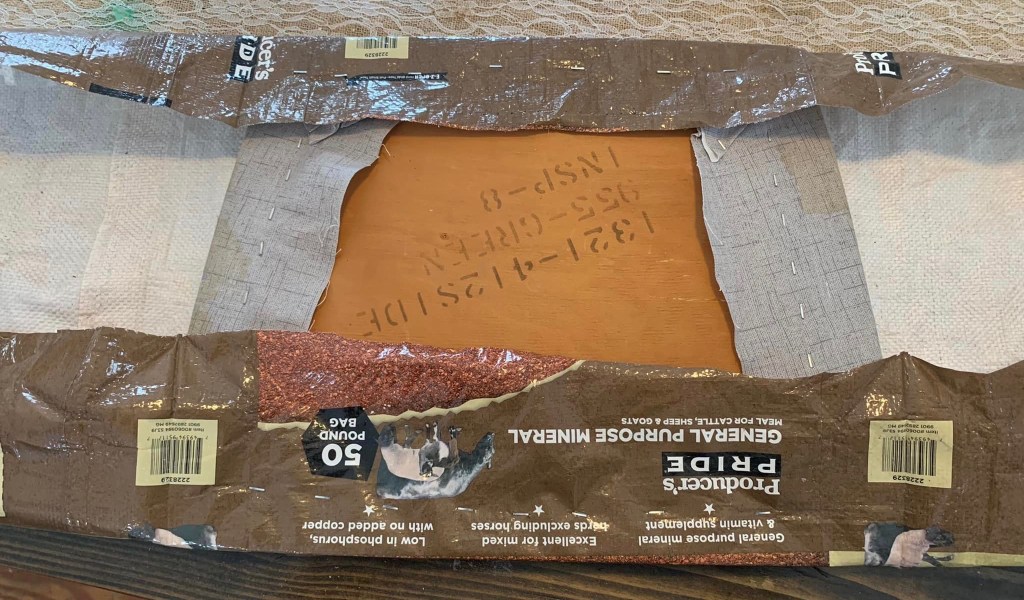 General purpose mineral
& vitamin supplement
Excellent for mixed
herds excluding horses
Low in phosphorus,
with no added copper
Producer's
PRIDE
GENERAL PURPOSE MINERAL
MEAL FOR CATTLE, SHEEP & GOATS
50
POUND
BAG
2228329
2228329
1321-412SIDE
955-GREEN
INSP-8
2228329